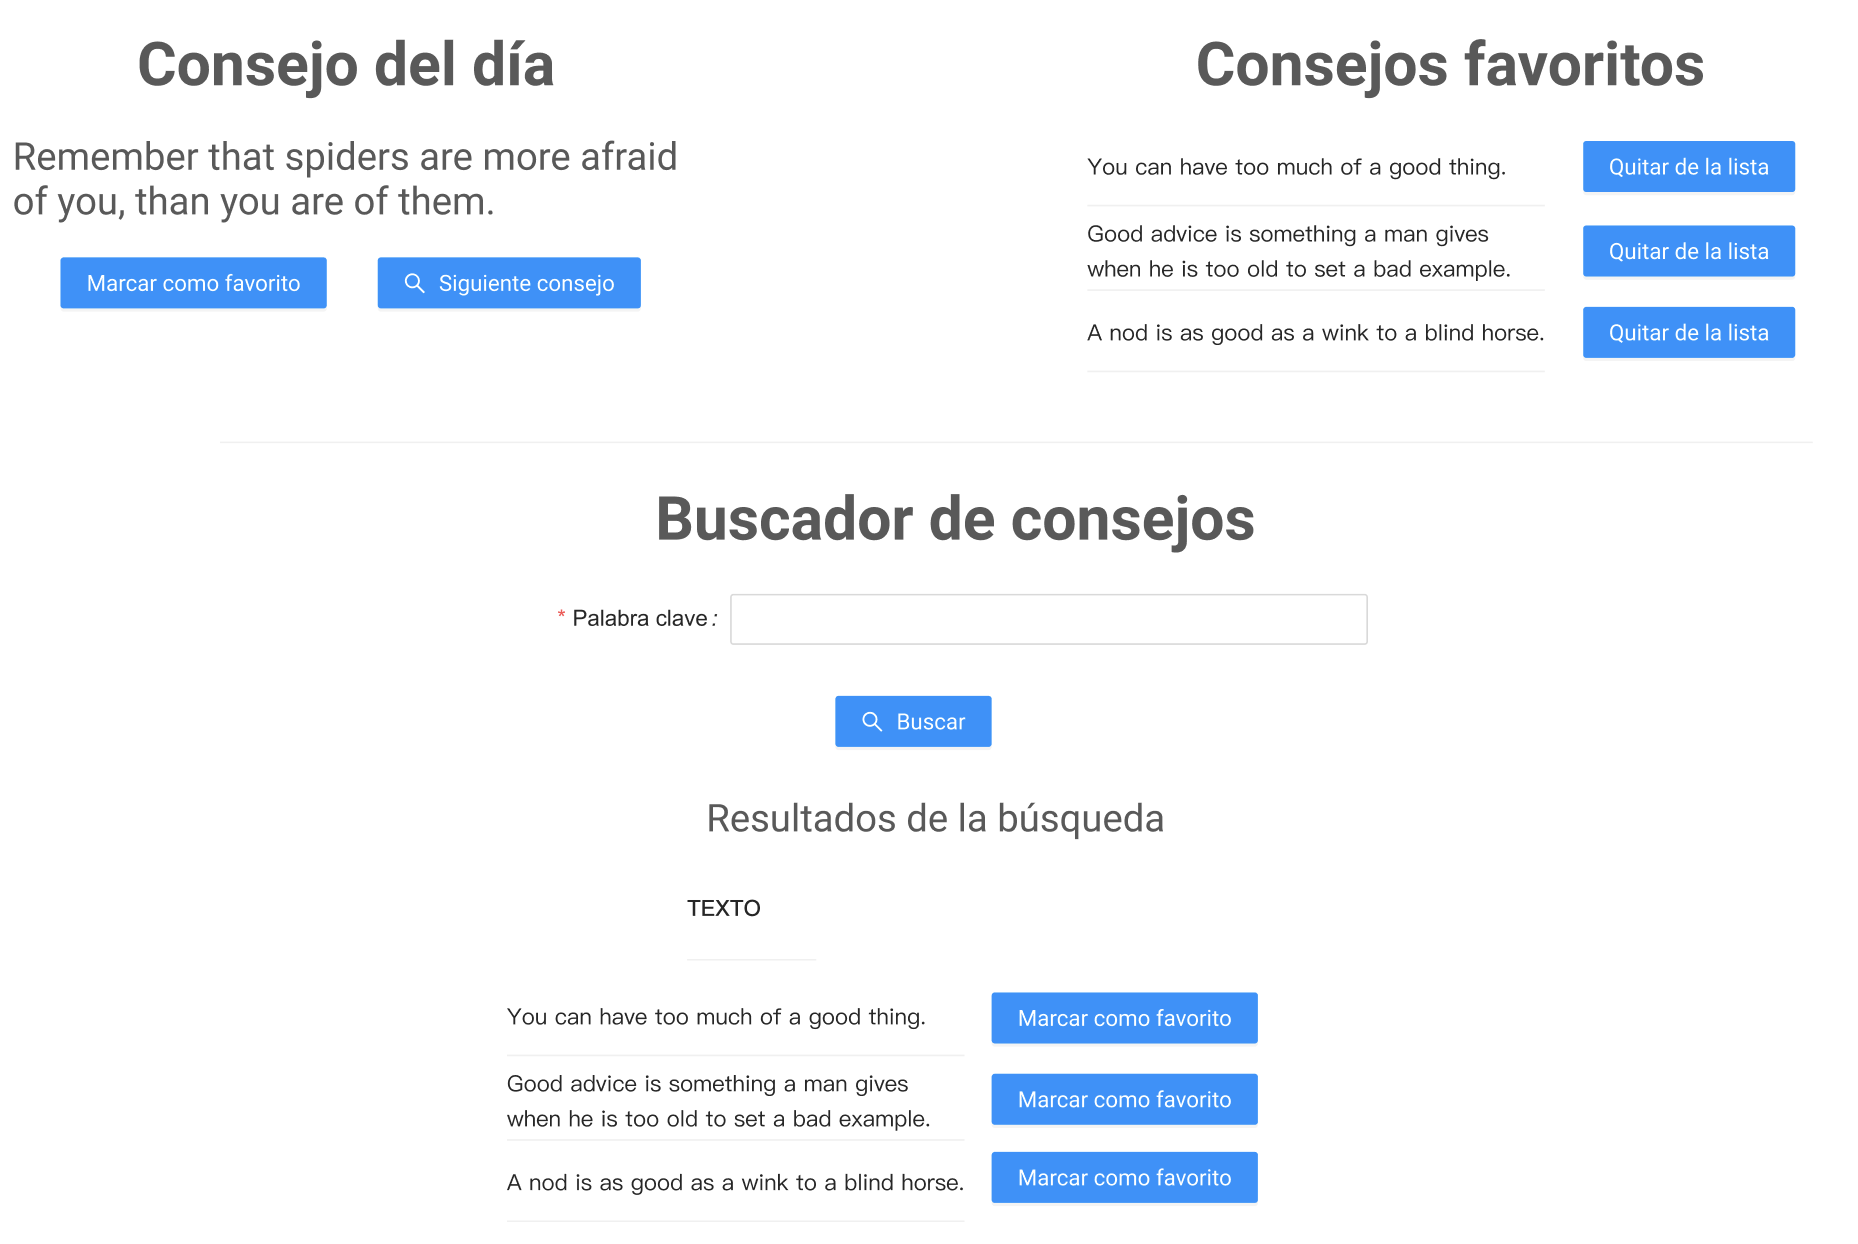 Consejo del día
Remember that spiders are more afraid
of you, than you are of them.
Marcar como favorito
Siguiente consejo
Consejos favoritos
You can have too much of a good thing.
Quitar de la lista
Good advice is something a man gives
when he is too old to set a bad example.
Quitar de la lista
A nod is as good as a wink to a blind horse.
Quitar de la lista
Buscador de consejos
* Palabra clave:
Buscar
Resultados de la búsqueda
TEXTO
You can have too much of a good thing.
Marcar como favorito
Good advice is something a man gives
when he is too old to set a bad example.
Marcar como favorito
A nod is as good as a wink to a blind horse.
Marcar como favorito